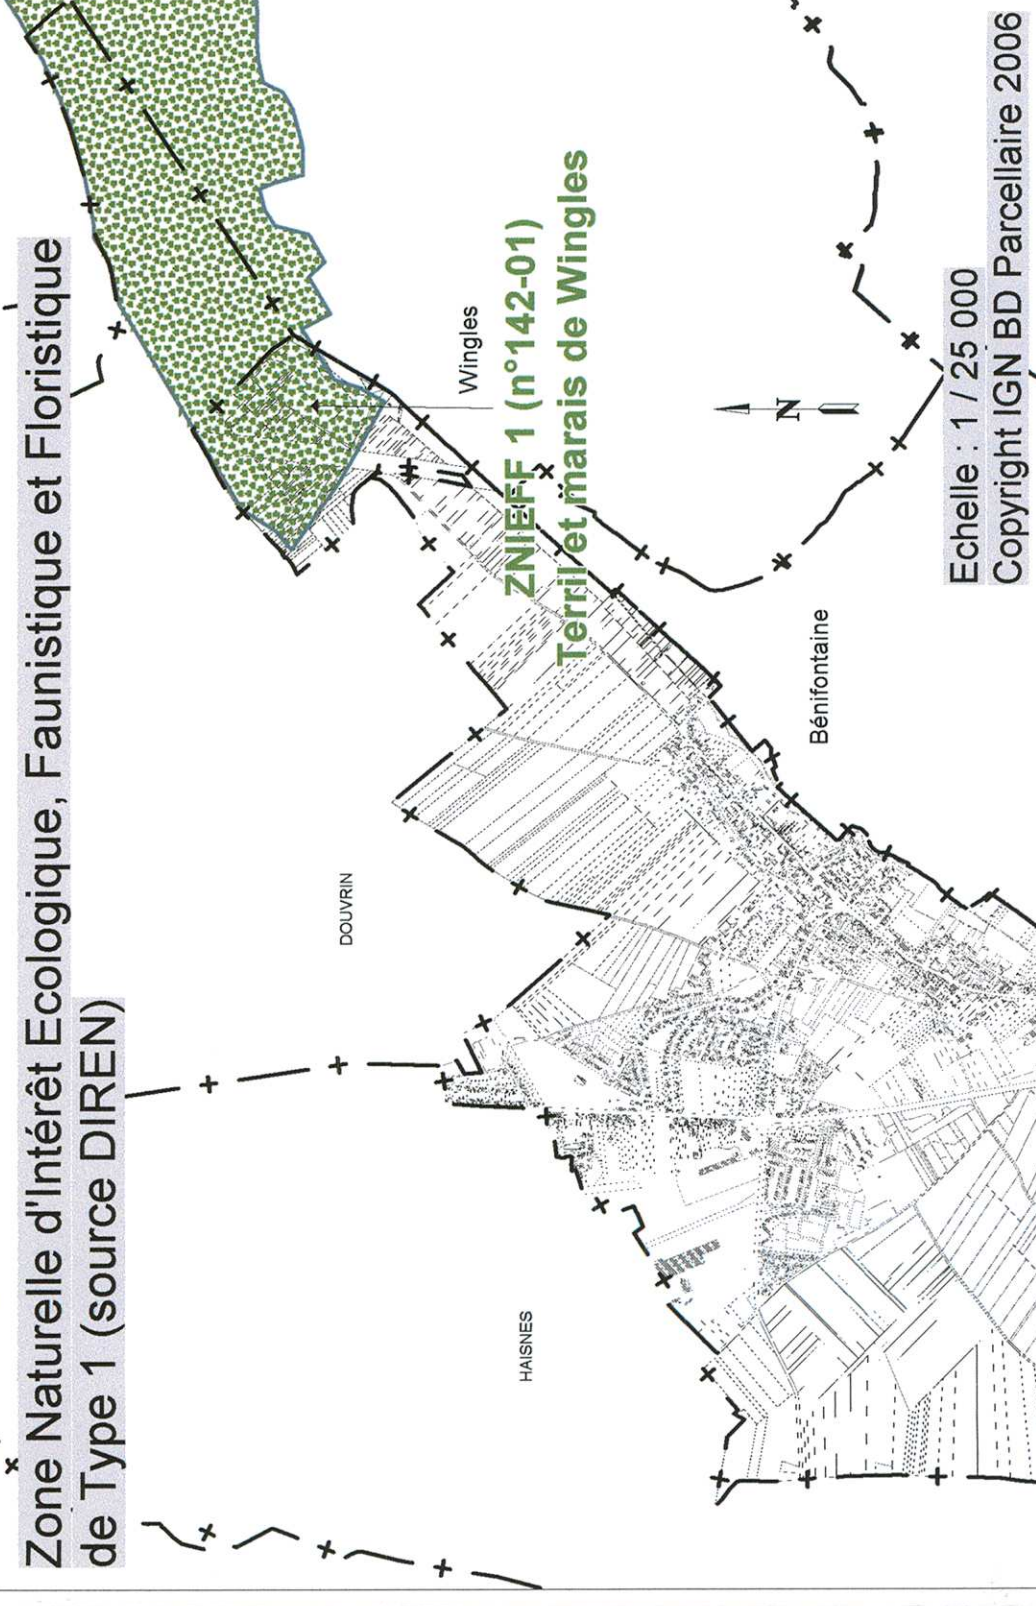 Zone Naturelle d'Intérêt Ecologique, Faunistique et Floristique
de Type 1 (source DIREN)
DOUVRIN
HAISNES
Wingles
ZNIEFF 1 (n°142-01)
Terril et marais de Wingles
Bénifontaine
N
Echelle : 1 / 25 000
Copyright IGN BD Parcellaire 2006